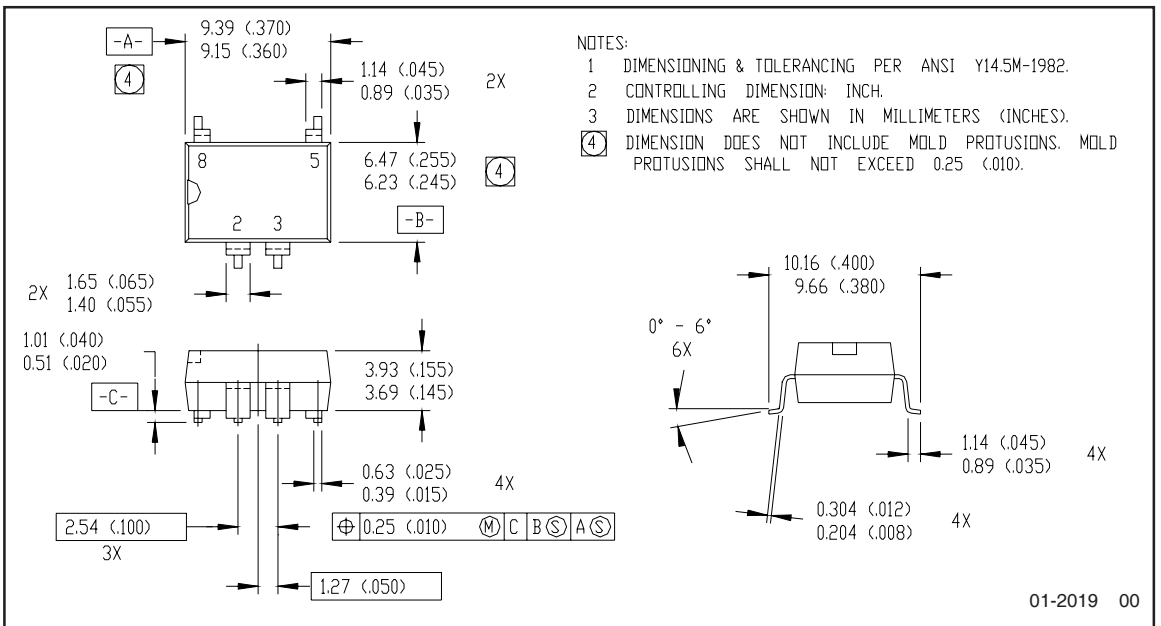 -A-
9.39 (.370)
9.15 (.360)
4
1.14 (.045)
0.89 (.035)
2X
8
5
6.47 (.255)
6.23 (.245)
4
2
3
-B-
2X
1.65 (.065)
1.40 (.055)
1.01 (.040)
0.51 (.020)
-C-
3.93 (.155)
3.69 (.145)
0.63 (.025)
0.39 (.015)
4X
2.54 (.100)
3X
⌖ 0.25 (.010) Ⓜ C B Ⓢ A Ⓢ
1.27 (.050)
NOTES:
1 DIMENSIONING & TOLERANCING PER ANSI Y14.5M-1982.
2 CONTROLLING DIMENSION: INCH.
3 DIMENSIONS ARE SHOWN IN MILLIMETERS (INCHES).
4 DIMENSION DOES NOT INCLUDE MOLD PROTUSIONS. MOLD
PROTUSIONS SHALL NOT EXCEED 0.25 (.010).
10.16 (.400)
9.66 (.380)
0° - 6°
6X
1.14 (.045)
0.89 (.035)
4X
0.304 (.012)
0.204 (.008)
4X
01-2019 00